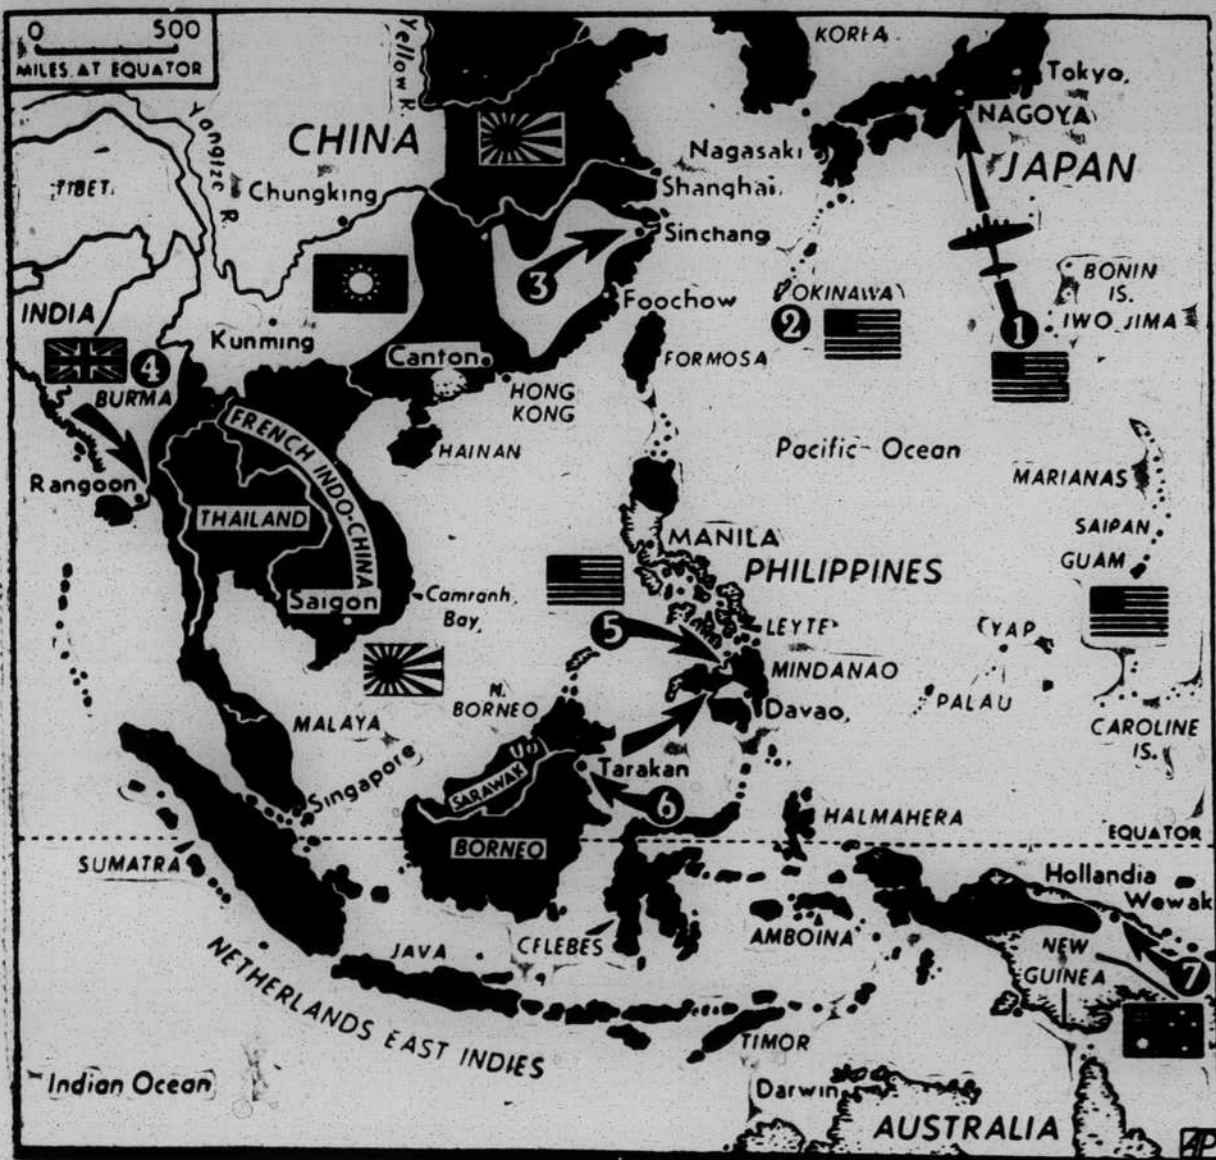 0 500
MILES AT EQUATOR
Yellow R.
KOREA
Tokyo
NAGOYA
JAPAN
Yangtze R.
CHINA
Nagasaki
TIBET
Chungking
Shanghai
Sinchang
3
BONIN
IS.
INDIA
OKINAWA
2
IWO JIMA
1
Foochow
Kunming
4
Canton
FORMOSA
BURMA
HONG
KONG
FRENCH INDO-CHINA
HAINAN
Pacific Ocean
MARIANAS
Rangoon
THAILAND
SAIPAN
MANILA
GUAM
PHILIPPINES
Saigon
Camranh
Bay
5
LEYTE
YAP
MINDANAO
N.
BORNEO
PALAU
MALAYA
Davao
CAROLINE
IS.
Singapore
Tarakan
SARAWAK
6
HALMAHERA
EQUATOR
BORNEO
SUMATRA
Hollandia
Wewak
JAVA
CELEBES
AMBOINA
NEW
GUINEA
7
NETHERLANDS EAST INDIES
TIMOR
Indian Ocean
Darwin
AUSTRALIA
AP